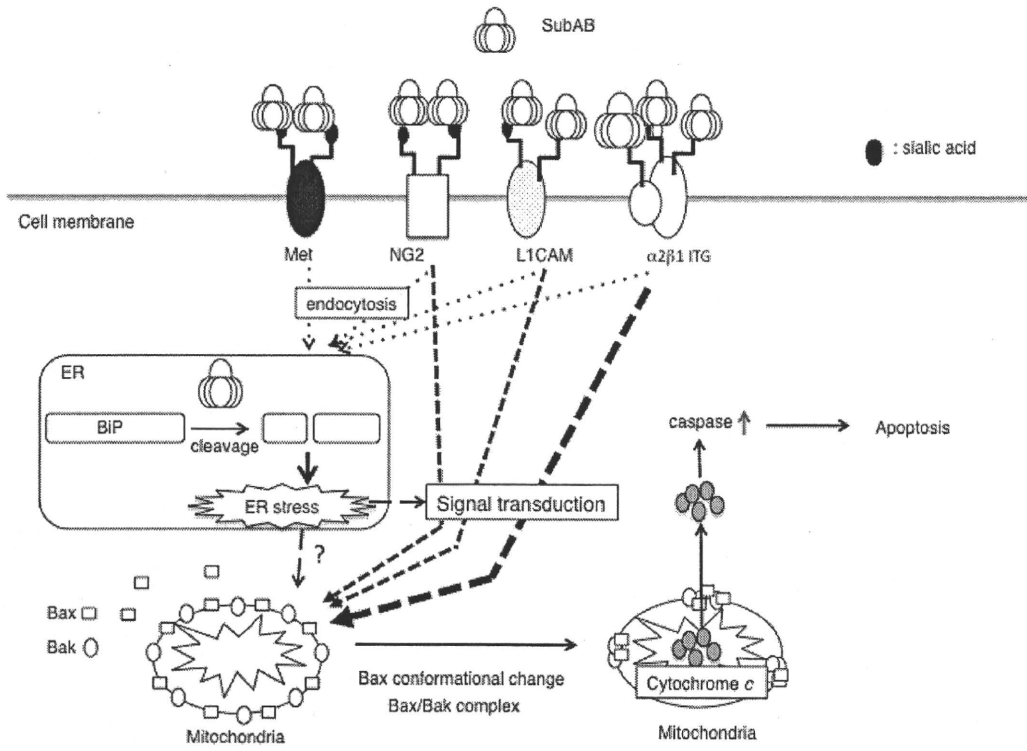 SubAB
: sialic acid
Cell membrane
Met
NG2
L1CAM
α2β1 ITG
endocytosis
ER
BiP
cleavage
caspase
Apoptosis
ER stress
Signal transduction
?
Bax
Bak
Cytochrome c
Bax conformational change
Bax/Bak complex
Mitochondria
Mitochondria